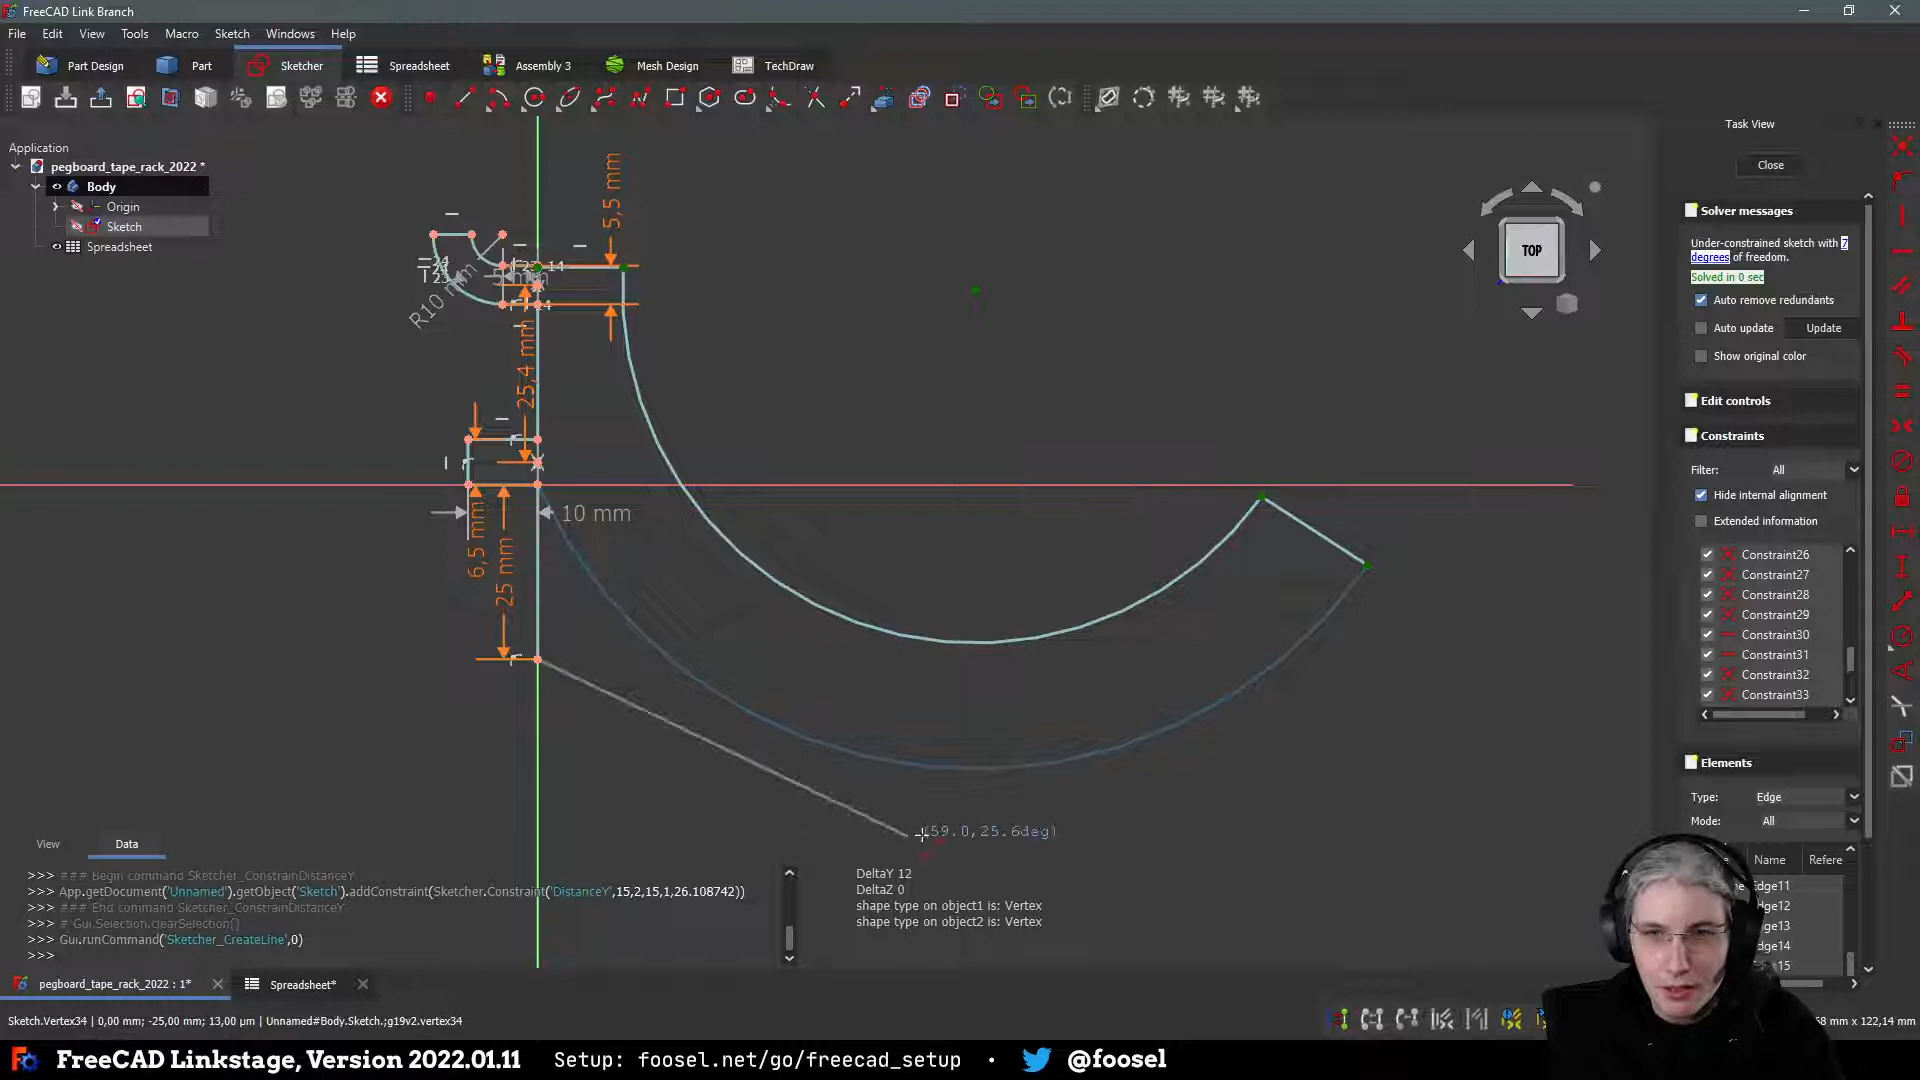 FreeCAD Link Branch
File Edit View Tools Macro Sketch Windows Help
Part Design Part Sketcher Spreadsheet Assembly 3 Mesh Design TechDraw
Application
pegboard_tape_rack_2022 *
Body
Origin
Sketch
Spreadsheet
5,5 mm
R10 mm
25,4 mm
10 mm
6,5 mm
25 mm
(59.0,25.6deg)
TOP
Task View
Close
Solver messages
Under-constrained sketch with 7
degrees of freedom.
Solved in 0 sec
Auto remove redundants
Auto update Update
Show original color
Edit controls
Constraints
Filter: All
Hide internal alignment
Extended information
Constraint26
Constraint27
Constraint28
Constraint29
Constraint30
Constraint31
Constraint32
Constraint33
Elements
Type: Edge
Mode: All
Name Refere
Edge11
Edge12
Edge13
Edge14
View Data
>>> ### Begin command Sketcher_ConstrainDistanceY
>>> App.getDocument('Unnamed').getObject('Sketch').addConstraint(Sketcher.Constraint('DistanceY',15,2,15,1,26.108742))
>>> ### End command Sketcher_ConstrainDistanceY
>>> # Gui.Selection.clearSelection()
>>> Gui.runCommand('Sketcher_CreateLine',0)
>>>
DeltaY 12
DeltaZ 0
shape type on object1 is: Vertex
shape type on object2 is: Vertex
pegboard_tape_rack_2022 : 1* Spreadsheet*
Sketch.Vertex34 | 0,00 mm; -25,00 mm; 13,00 µm | Unnamed#Body.Sketch.;g19v2.vertex34
mm x 122,14 mm
FreeCAD Linkstage, Version 2022.01.11 Setup: foosel.net/go/freecad_setup • @foosel